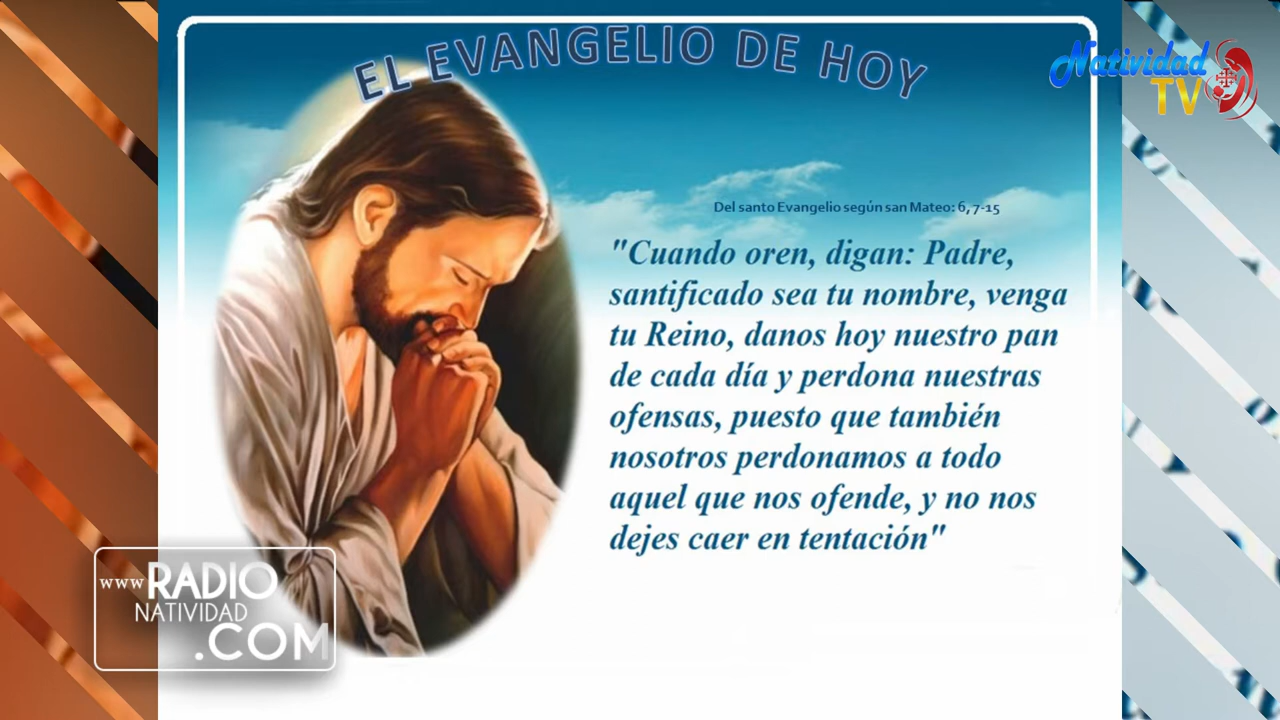 EL EVANGELIO DE HOY
Natividad
TV
Del santo Evangelio según san Mateo: 6, 7-15
"Cuando oren, digan: Padre,
santificado sea tu nombre, venga
tu Reino, danos hoy nuestro pan
de cada día y perdona nuestras
ofensas, puesto que también
nosotros perdonamos a todo
aquel que nos ofende, y no nos
dejes caer en tentación"
www RADIO
NATIVIDAD
.COM